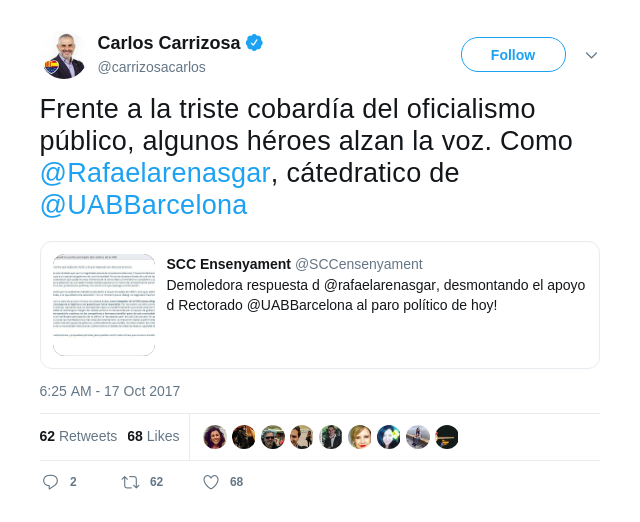 Carlos Carrizosa
@carrizosacarlos
Follow
Frente a la triste cobardía del oficialismo
público, algunos héroes alzan la voz. Como
@Rafaelarenasgar, cátedratico de
@UABBarcelona
SCC Ensenyament @SCCensenyament
Demoledora respuesta d @rafaelarenasgar, desmontando el apoyo
d Rectorado @UABBarcelona al paro político de hoy!
6:25 AM - 17 Oct 2017
62 Retweets 68 Likes
2 62 68